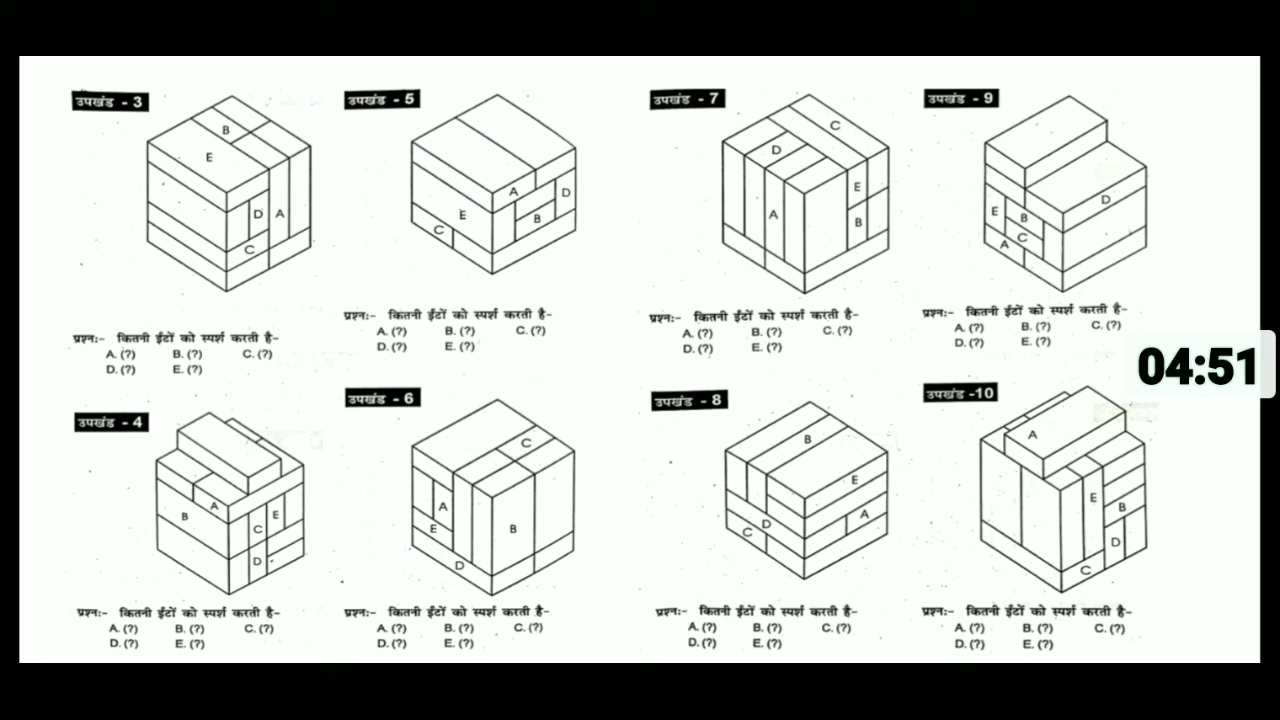 उपखंड - 3
B
E
D
A
C
प्रश्न:- कितनी ईंटों को स्पर्श करती है-
A. (?) B. (?) C. (?)
D. (?) E. (?)
उपखंड - 5
A
D
E
B
C
प्रश्न:- कितनी ईंटों को स्पर्श करती है-
A. (?) B. (?) C. (?)
D. (?) E. (?)
उपखंड - 7
C
D
E
A
B
प्रश्न:- कितनी ईंटों को स्पर्श करती है-
A. (?) B. (?) C. (?)
D. (?) E. (?)
उपखंड - 9
D
E
B
C
A
प्रश्न:- कितनी ईंटों को स्पर्श करती है-
A. (?) B. (?) C. (?)
D. (?) E. (?)
04:51
उपखंड - 4
A
B
E
C
D
प्रश्न:- कितनी ईंटों को स्पर्श करती है-
A. (?) B. (?) C. (?)
D. (?) E. (?)
उपखंड - 6
C
A
E
B
D
प्रश्न:- कितनी ईंटों को स्पर्श करती है-
A. (?) B. (?) C. (?)
D. (?) E. (?)
उपखंड - 8
B
E
A
D
C
प्रश्न:- कितनी ईंटों को स्पर्श करती है-
A. (?) B. (?) C. (?)
D. (?) E. (?)
उपखंड -10
A
E
B
D
C
प्रश्न:- कितनी ईंटों को स्पर्श करती है-
A. (?) B. (?) C. (?)
D. (?) E. (?)